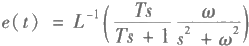 e(t) = L⁻¹(Ts/(Ts + 1) ω/(s² + ω²))